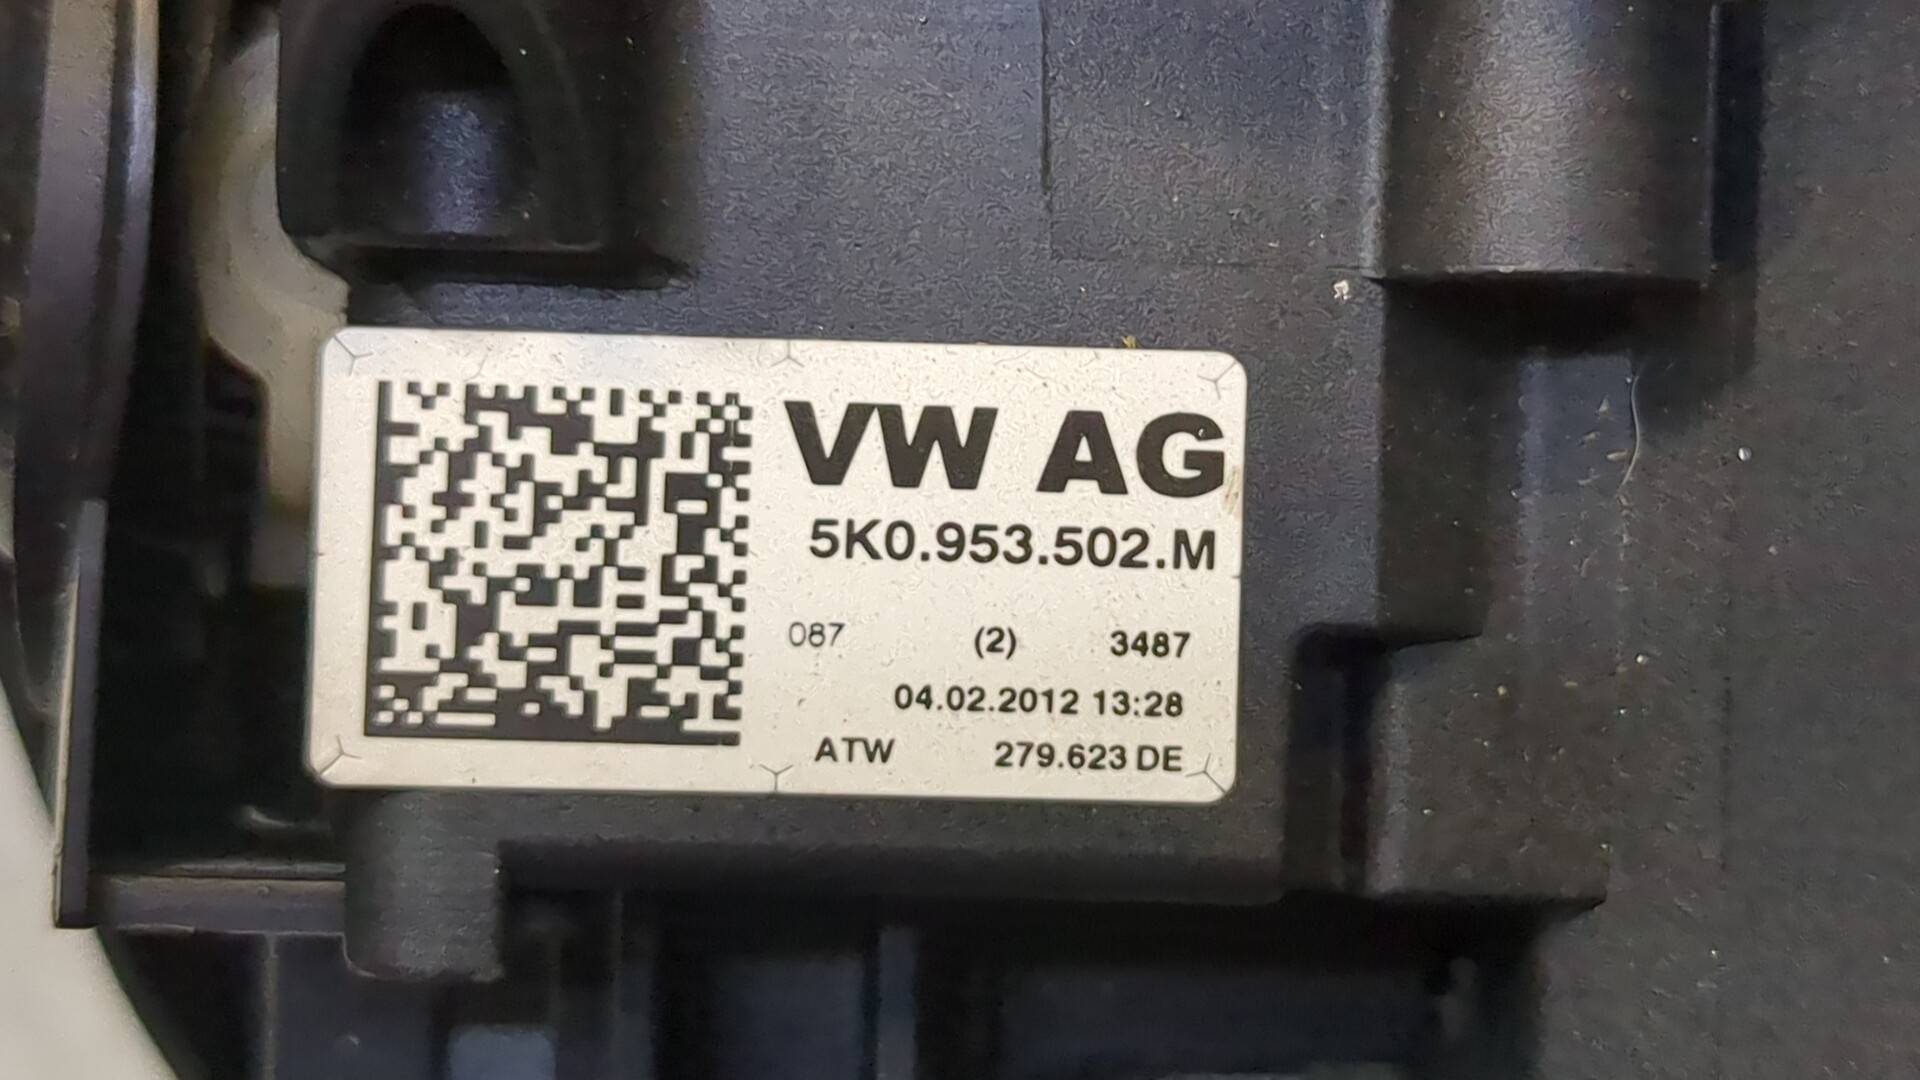 VW AG
5K0.953.502.M
087 (2) 3487
04.02.2012 13:28
ATW 279.623 DE